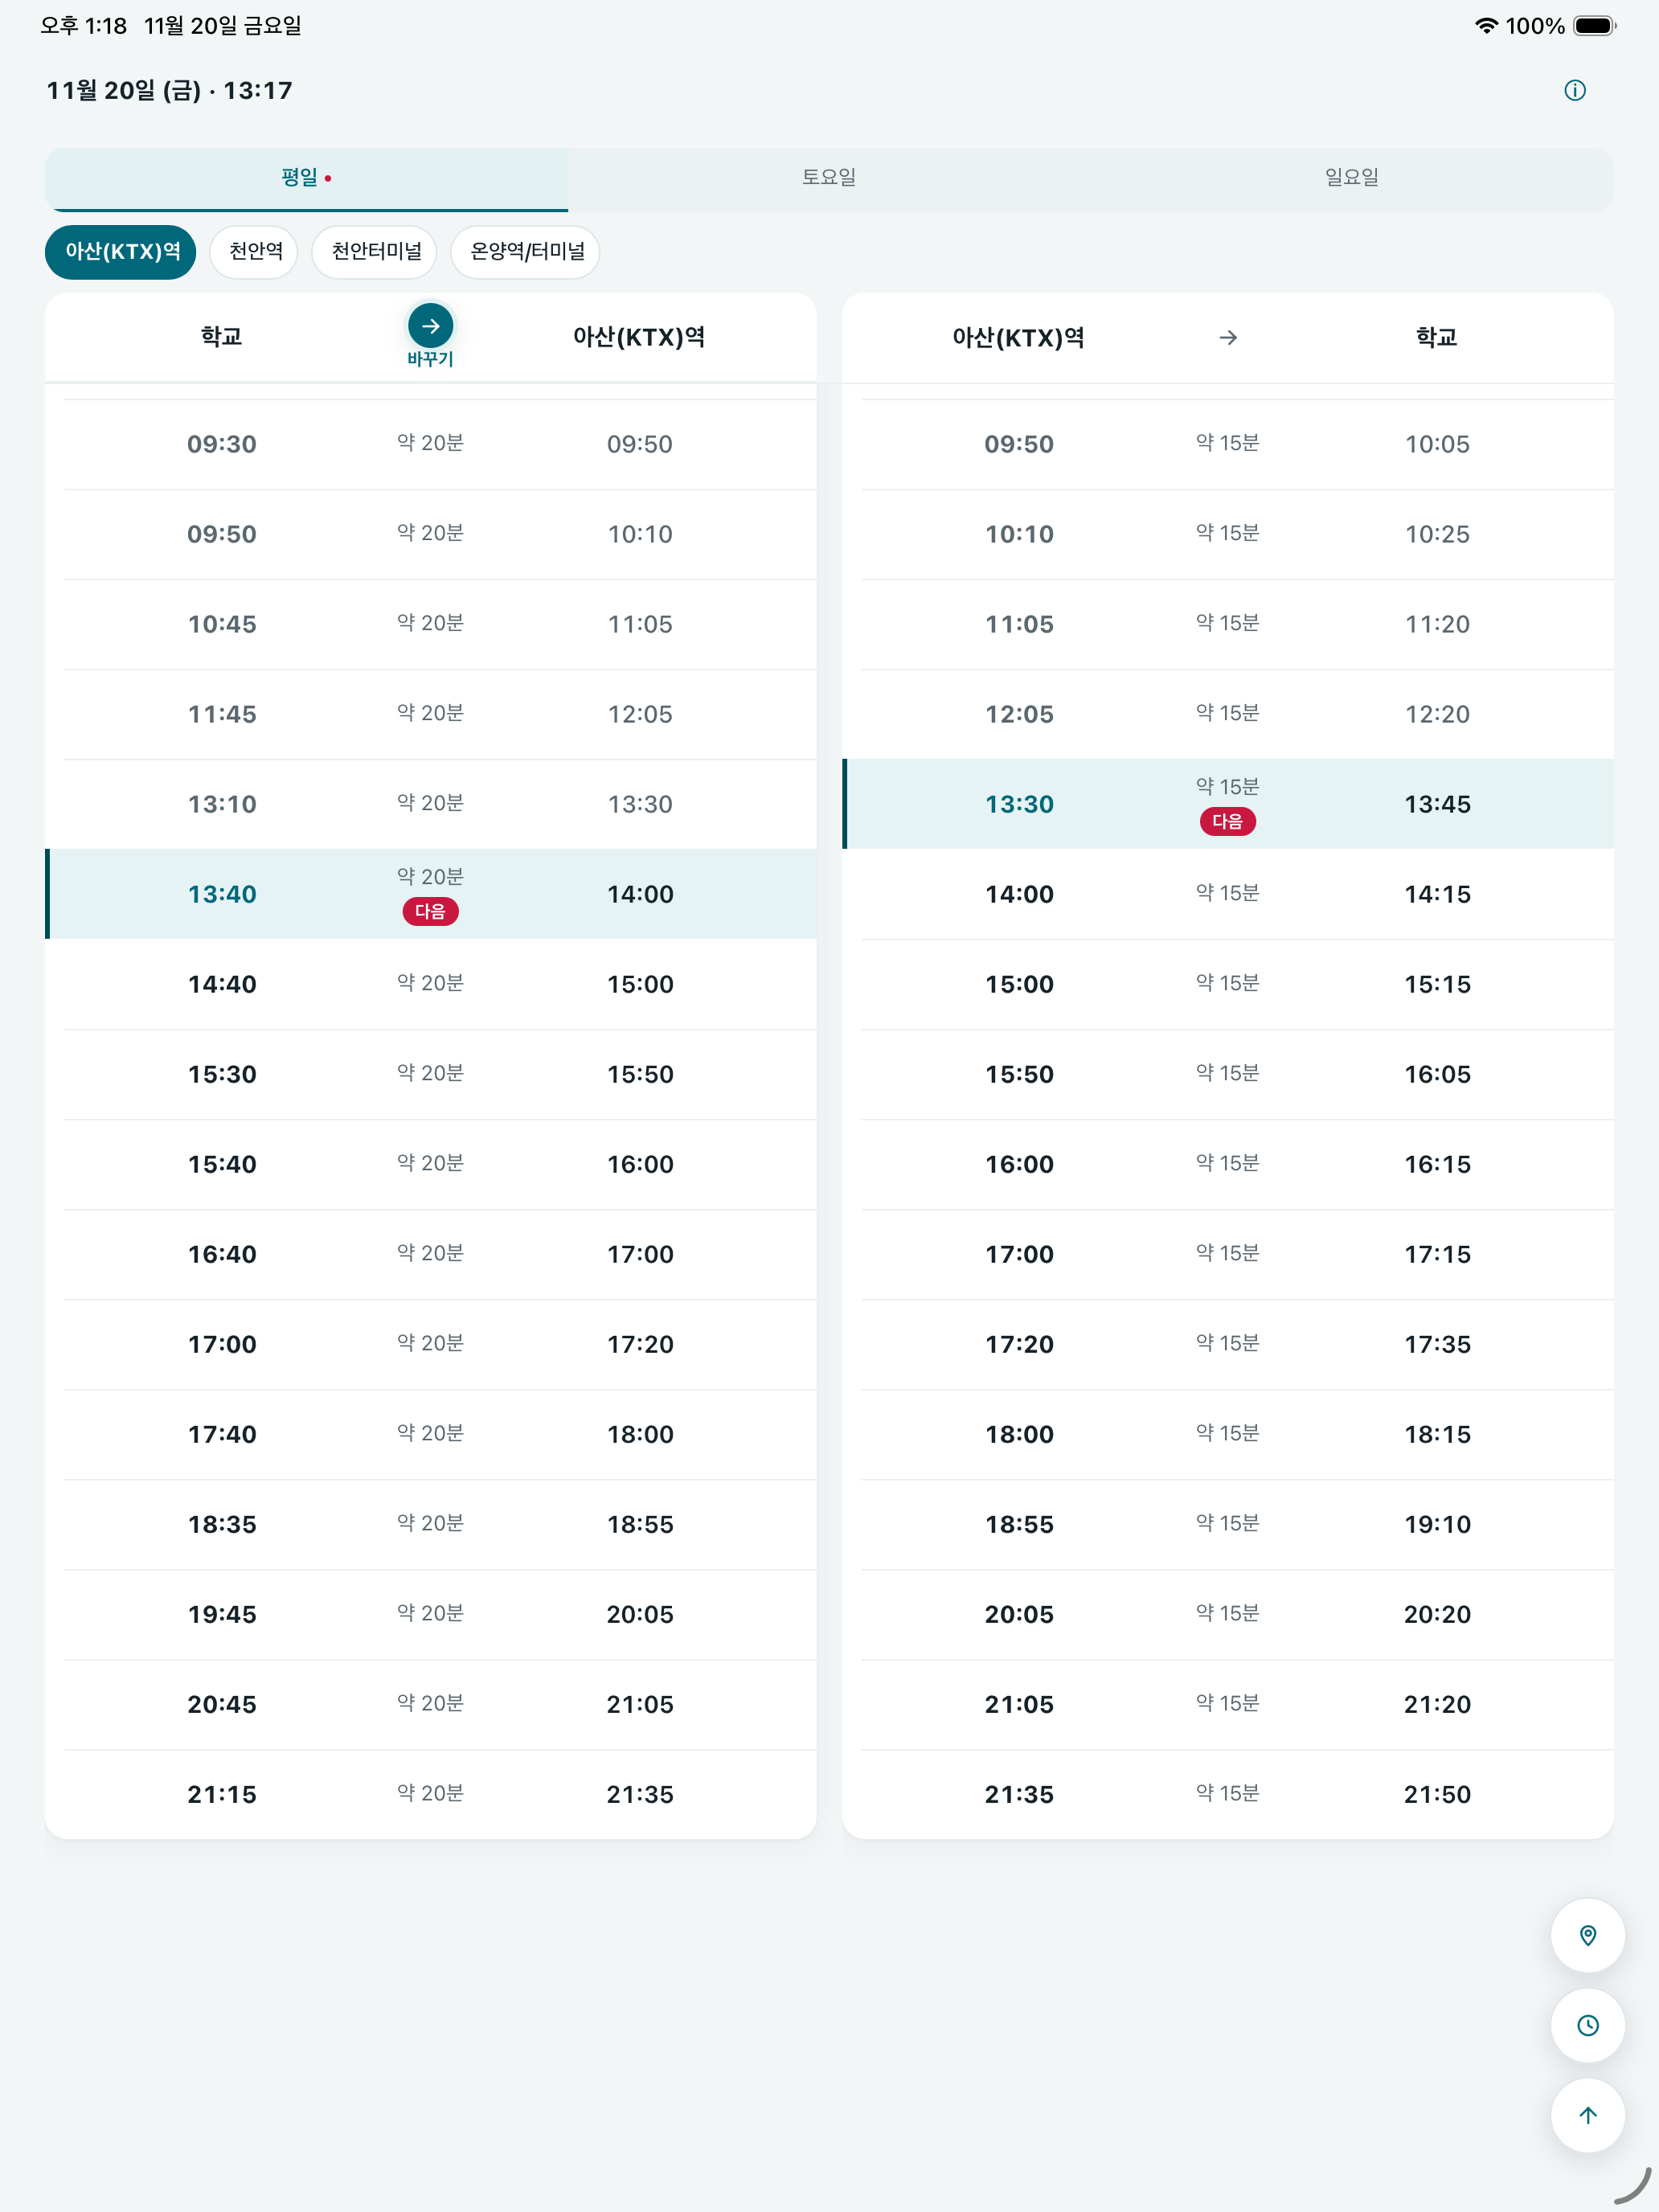 오후 1:18 11월 20일 금요일 100%
11월 20일 (금) · 13:17
평일 토요일 일요일
아산(KTX)역 천안역 천안터미널 온양역/터미널
학교 바꾸기 아산(KTX)역
09:30 약 20분 09:50
09:50 약 20분 10:10
10:45 약 20분 11:05
11:45 약 20분 12:05
13:10 약 20분 13:30
13:40 약 20분 다음 14:00
14:40 약 20분 15:00
15:30 약 20분 15:50
15:40 약 20분 16:00
16:40 약 20분 17:00
17:00 약 20분 17:20
17:40 약 20분 18:00
18:35 약 20분 18:55
19:45 약 20분 20:05
20:45 약 20분 21:05
21:15 약 20분 21:35
아산(KTX)역 → 학교
09:50 약 15분 10:05
10:10 약 15분 10:25
11:05 약 15분 11:20
12:05 약 15분 12:20
13:30 약 15분 다음 13:45
14:00 약 15분 14:15
15:00 약 15분 15:15
15:50 약 15분 16:05
16:00 약 15분 16:15
17:00 약 15분 17:15
17:20 약 15분 17:35
18:00 약 15분 18:15
18:55 약 15분 19:10
20:05 약 15분 20:20
21:05 약 15분 21:20
21:35 약 15분 21:50